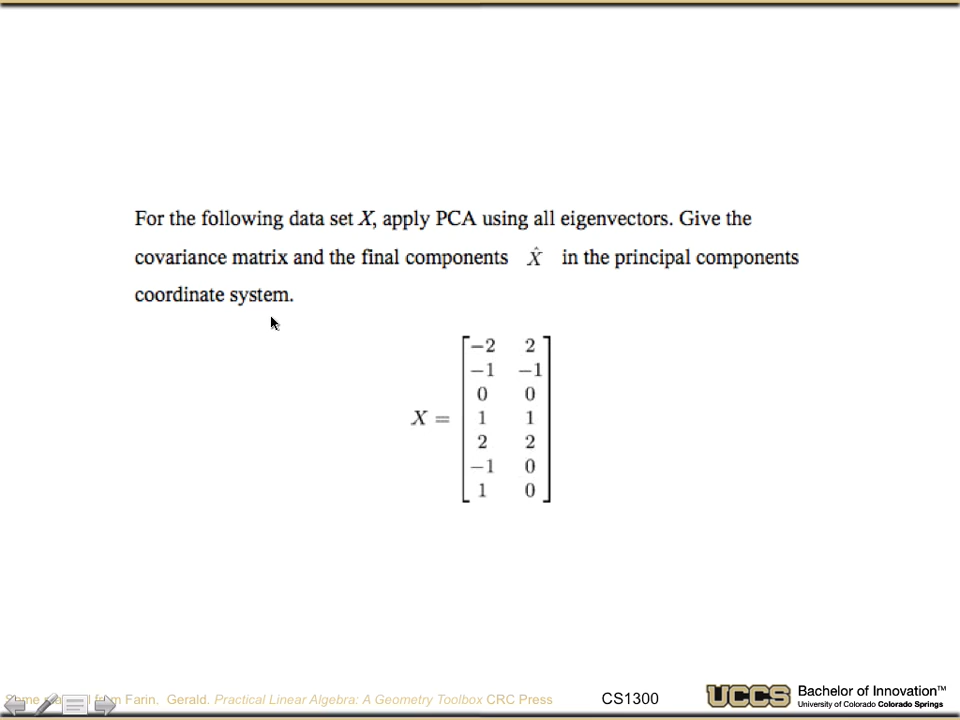 For the following data set X, apply PCA using all eigenvectors. Give the
covariance matrix and the final components X̂ in the principal components
coordinate system.
X =
−2 2
−1 −1
0 0
1 1
2 2
−1 0
1 0
Farin. Gerald. Practical Linear Algebra: A Geometry Toolbox CRC Press
CS1300
UCCS
Bachelor of Innovation™
University of Colorado Colorado Springs